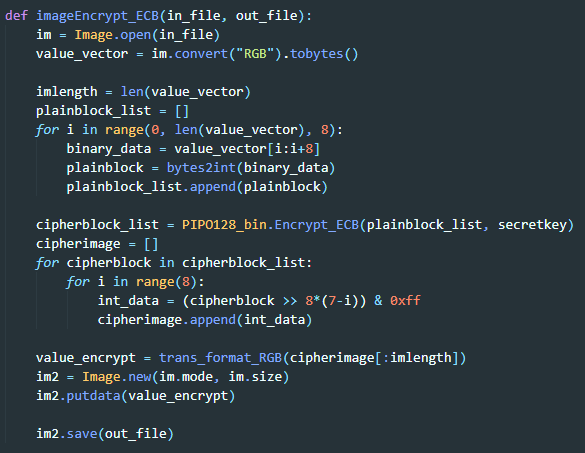 def imageEncrypt_ECB(in_file, out_file):
    im = Image.open(in_file)
    value_vector = im.convert("RGB").tobytes()

    imlength = len(value_vector)
    plainblock_list = []
    for i in range(0, len(value_vector), 8):
        binary_data = value_vector[i:i+8]
        plainblock = bytes2int(binary_data)
        plainblock_list.append(plainblock)

    cipherblock_list = PIPO128_bin.Encrypt_ECB(plainblock_list, secretkey)
    cipherimage = []
    for cipherblock in cipherblock_list:
        for i in range(8):
            int_data = (cipherblock >> 8*(7-i)) & 0xff
            cipherimage.append(int_data)

    value_encrypt = trans_format_RGB(cipherimage[:imlength])
    im2 = Image.new(im.mode, im.size)
    im2.putdata(value_encrypt)

    im2.save(out_file)